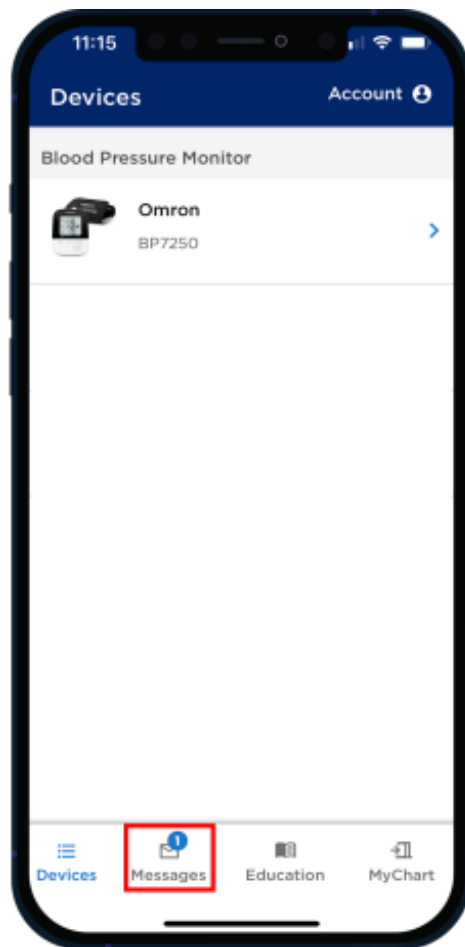 11:15
Devices
Account
Blood Pressure Monitor
Omron
BP7250
1
Devices Messages Education MyChart